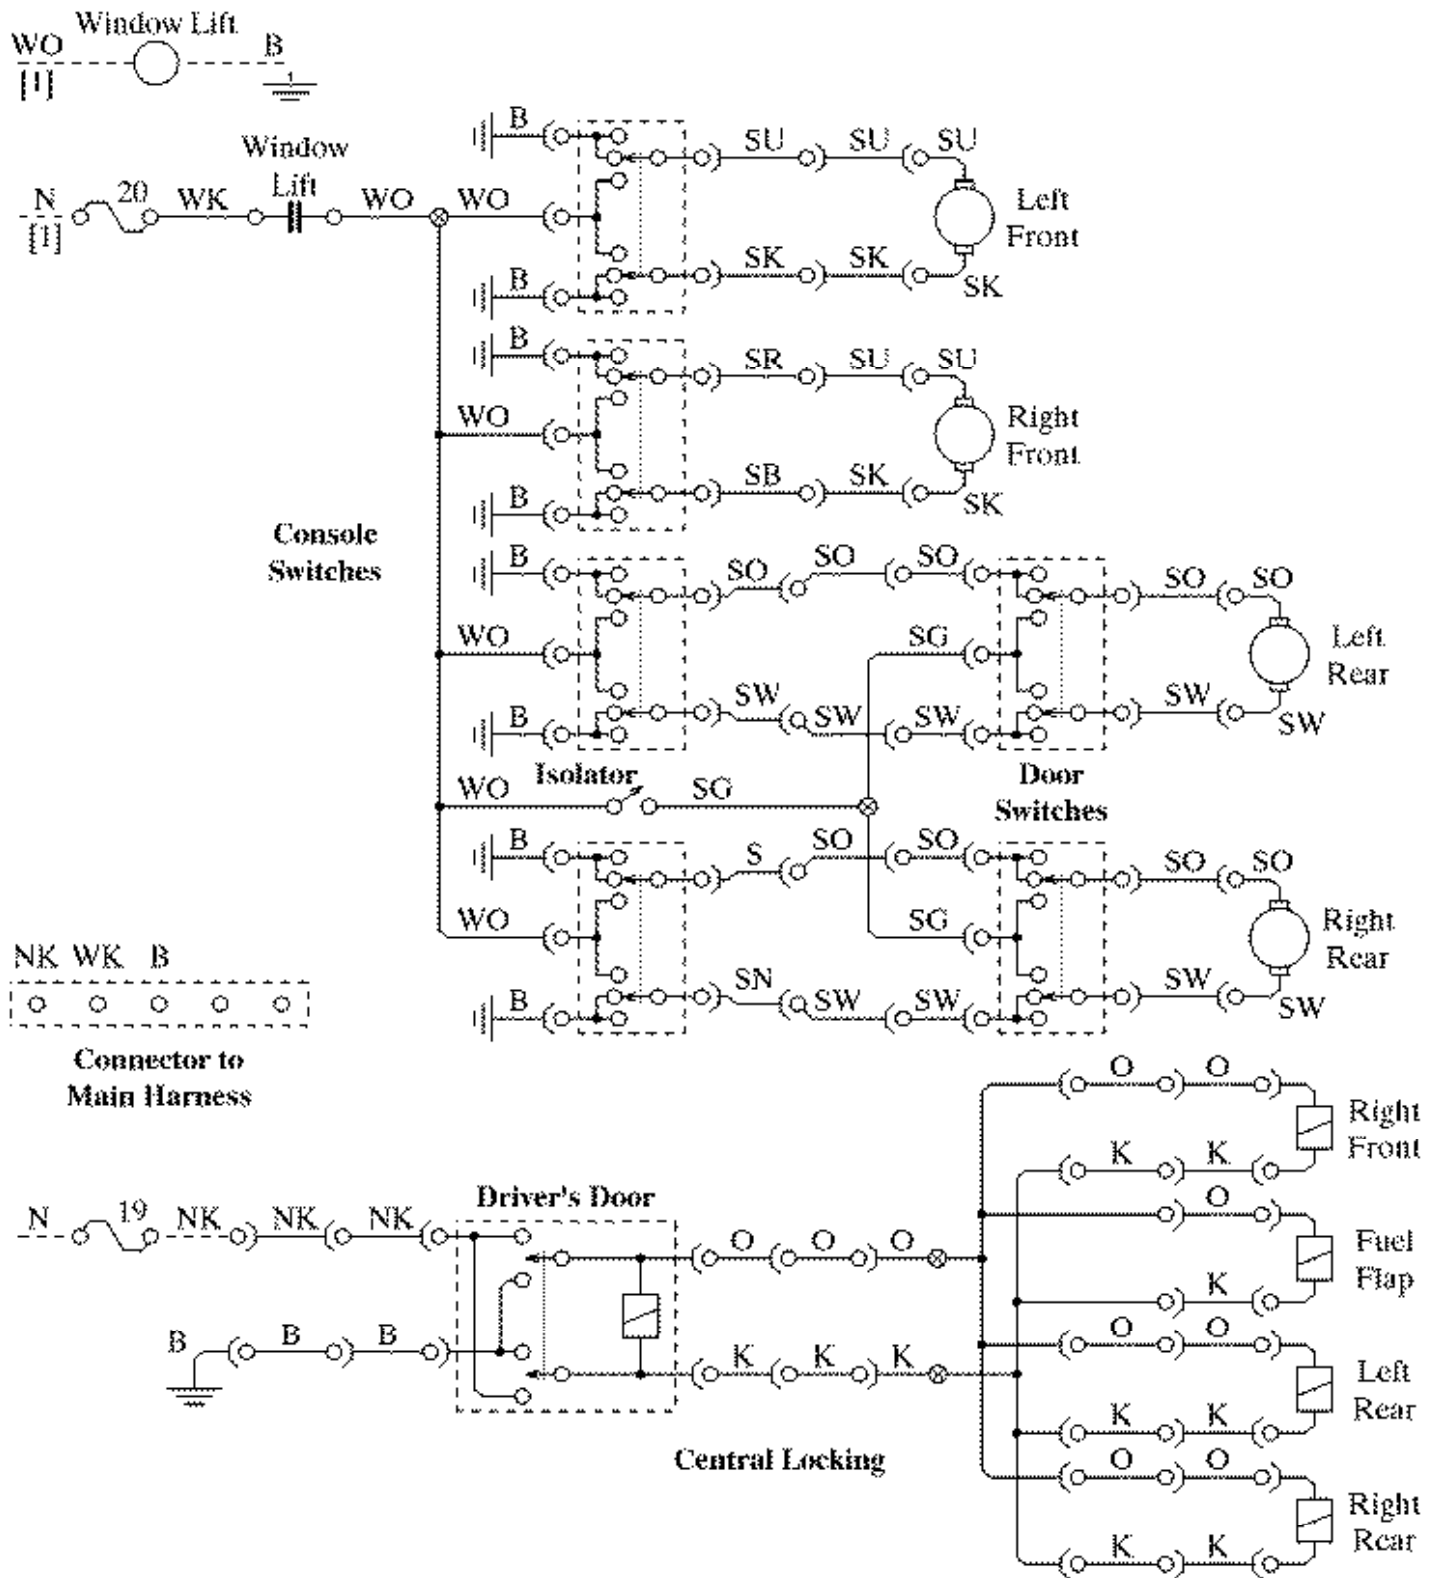 Window Lift
WO B
[1]
B SU SU SU
Window
Lift
N 20 WK WO WO
[1]
Left
Front
B SK SK SK
B SR SU SU
WO
Right
Front
B SB SK SK
Console
Switches
B SO SO SO SO SO
WO SG
Left
Rear
B SW SW SW SW SW
Isolator
WO SG
Door
Switches
B S SO SO SO SO
WO SG
Right
Rear
B SN SW SW SW SW
NK WK B
Connector to
Main Harness
O O
Right
Front
K K
Driver's Door
N 19 NK NK NK
O
O O O
Fuel
Flap
K
B B B
O O
K K K
Left
Rear
K K
Central Locking
O O
Right
Rear
K K